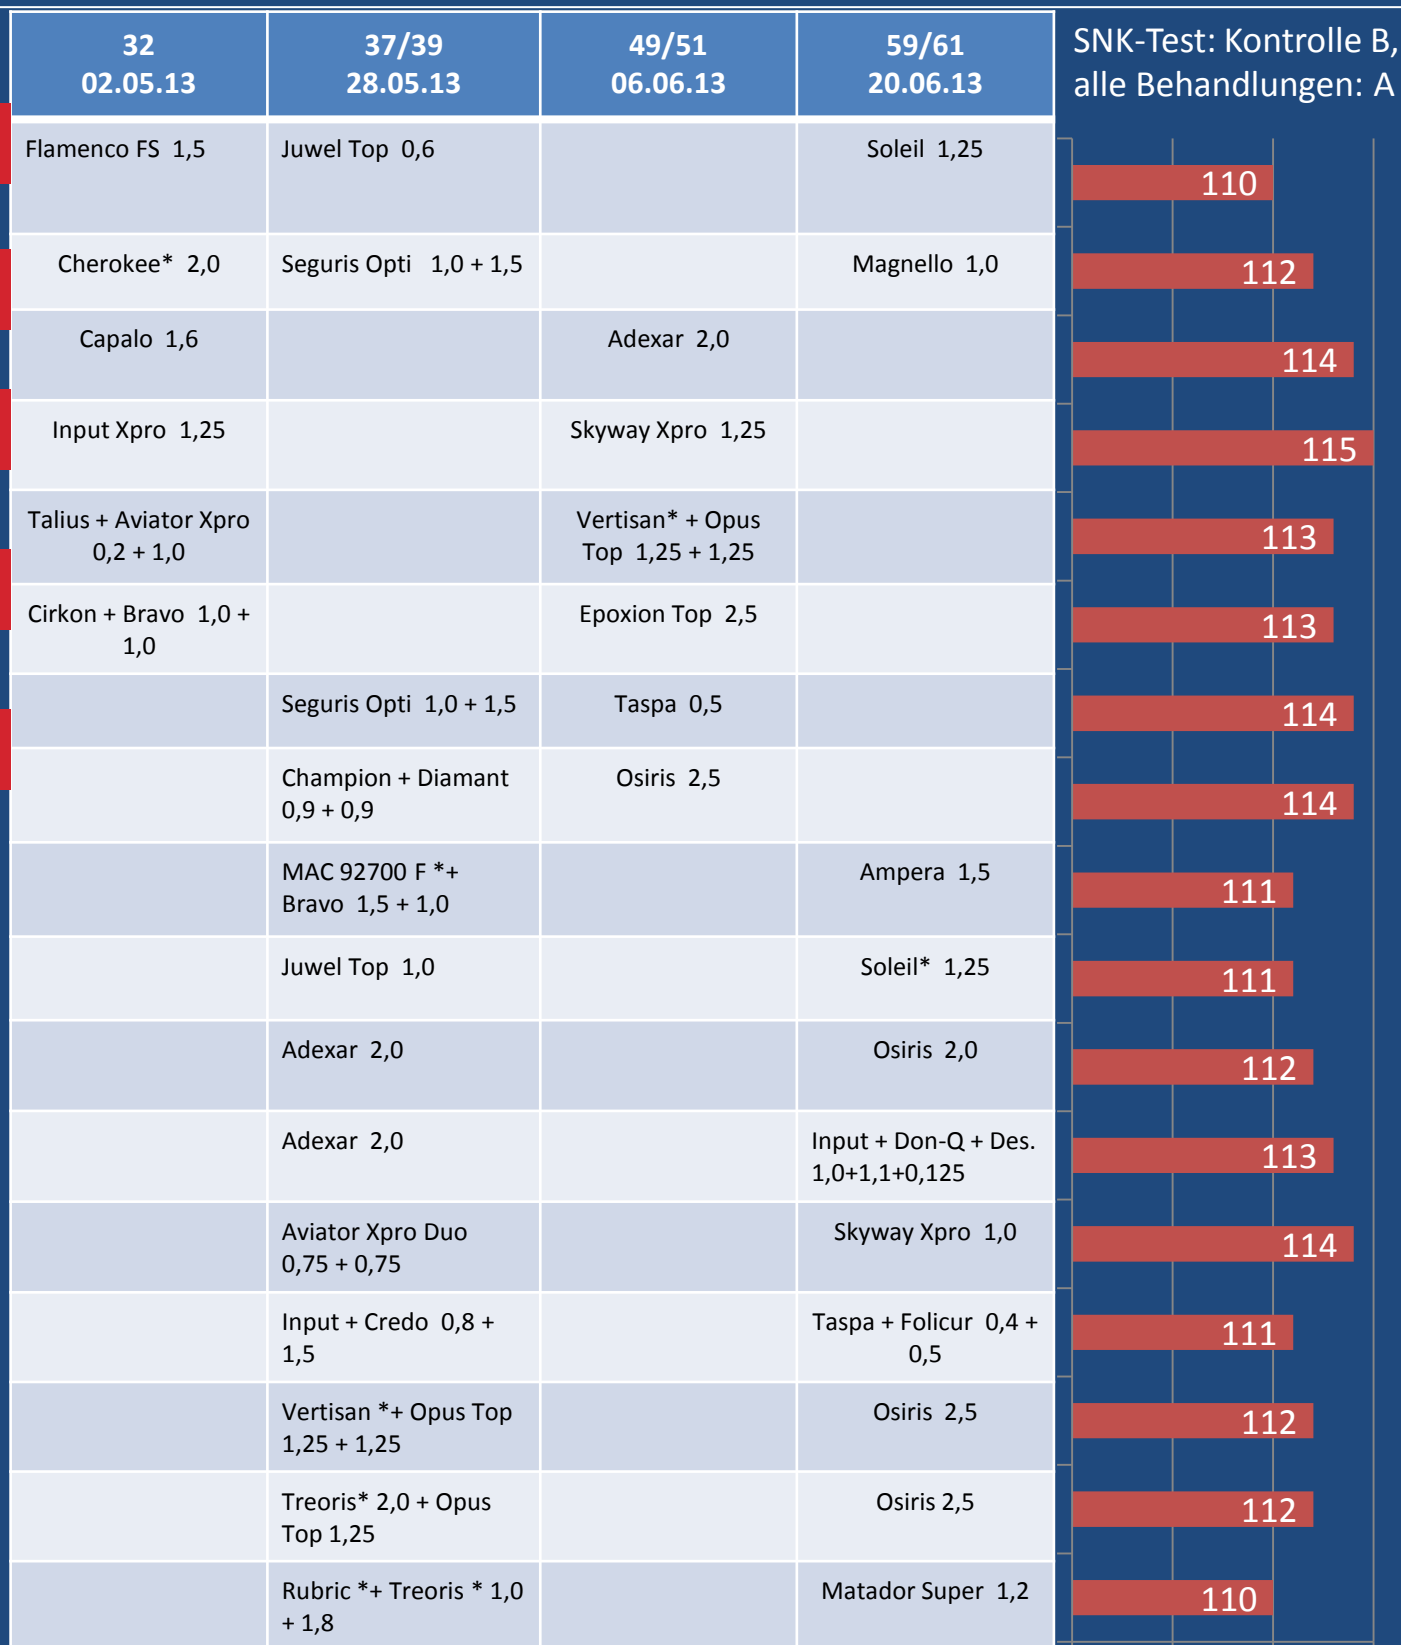 32
02.05.13
37/39
28.05.13
49/51
06.06.13
59/61
20.06.13
SNK-Test: Kontrolle B,
alle Behandlungen: A
Flamenco FS 1,5
Juwel Top 0,6
Soleil 1,25
110
Cherokee* 2,0
Seguris Opti 1,0 + 1,5
Magnello 1,0
112
Capalo 1,6
Adexar 2,0
114
Input Xpro 1,25
Skyway Xpro 1,25
115
Talius + Aviator Xpro
0,2 + 1,0
Vertisan* + Opus
Top 1,25 + 1,25
113
Cirkon + Bravo 1,0 +
1,0
Epoxion Top 2,5
113
Seguris Opti 1,0 + 1,5
Taspa 0,5
114
Champion + Diamant
0,9 + 0,9
Osiris 2,5
114
MAC 92700 F *+
Bravo 1,5 + 1,0
Ampera 1,5
111
Juwel Top 1,0
Soleil* 1,25
111
Adexar 2,0
Osiris 2,0
112
Adexar 2,0
Input + Don-Q + Des.
1,0+1,1+0,125
113
Aviator Xpro Duo
0,75 + 0,75
Skyway Xpro 1,0
114
Input + Credo 0,8 +
1,5
Taspa + Folicur 0,4 +
0,5
111
Vertisan *+ Opus Top
1,25 + 1,25
Osiris 2,5
112
Treoris* 2,0 + Opus
Top 1,25
Osiris 2,5
112
Rubric *+ Treoris * 1,0
+ 1,8
Matador Super 1,2
110